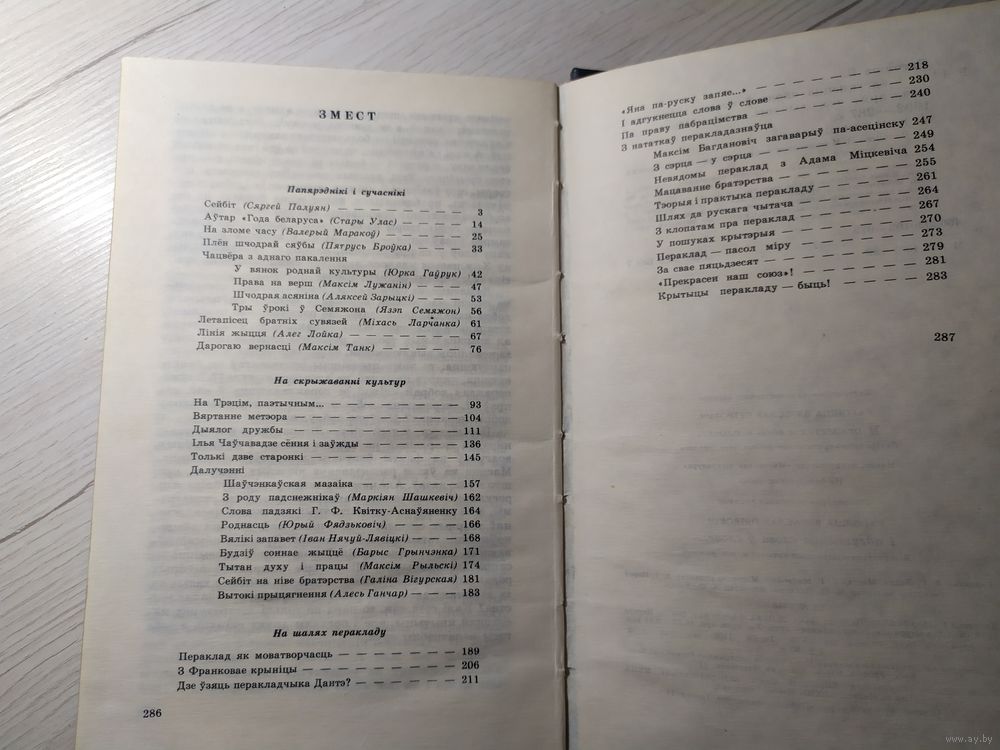 ЗМЕСТ
Папярэднікі і сучаснікі
Сейбіт (Сяргей Палуян) — — — — — — — 3
Аўтар «Года беларуса» (Стары Улас) — — — — 14
На зломе часу (Валерый Маракоў) — — — — — 25
Плён шчодрай сяўбы (Пятрусь Броўка) — — — — 33
Чацвёра з аднаго пакалення
У вянок роднай культуры (Юрка Гаўрук) — 42
Права на верш (Максім Лужанін) — — — — 47
Шчодрая асяніна (Аляксей Зарыцкі) — — — 53
Тры ўрокі ў Семяжона (Язэп Семяжон) 56
Летапісец братніх сувязей (Міхась Ларчанка) 61
Лінія жыцця (Алег Лойка) — — — — — — 67
Дарогаю вернасці (Максім Танк) — — — — — 76
На скрыжаванні культур
На Трэцім, паэтычным... — — — — — — — — 93
Вяртанне метэора — — — — — — — — — 104
Дыялог дружбы — — — — — — — — — 111
Ілья Чаўчавадзе сёння і заўжды — — — — — — 136
Толькі дзве старонкі — — — — — — — — 145
Далучэнні
Шаўчэнкаўская мазаіка — — — — — — 157
З роду падснежнікаў (Маркіян Шашкевіч) 162
Слова падзякі Г. Ф. Квітку-Аснаўяненку 164
Роднасць (Юрый Фядзьковіч) — — — — 166
Вялікі запавет (Іван Нячуй-Лявіцкі) — — — 168
Будзіў соннае жыццё (Барыс Грынчэнка) 171
Тытан духу і працы (Максім Рыльскі) 174
Сейбіт на ніве братэрства (Галіна Вігурская) 181
Вытокі прыцягнення (Алесь Ганчар) — — — 183
На шалях перакладу
Пераклад як моватворчасць — — — — — — — 189
З Франковае крыніцы — — — — — — — — 206
Дзе ўзяць перакладчыка Дантэ? — — — — — — 211
286
«Яна па-руску запяе...» — — — — — — — — 218
І адгукнецца слова ў слове — — — — — — — 230
Па праву пабрацімства — — — — — — — — 240
З нататкаў перакладазнаўца
Максім Багдановіч загаварыў па-асецінску 247
З сэрца — у сэрца — — — — — — — — 249
Невядомы пераклад з Адама Міцкевіча 254
Мацаванне братэрства — — — — — — — 255
Тэорыя і практыка перакладу — — — — — 261
Шлях да рускага чытача — — — — — — 264
З клопатам пра пераклад — — — — — — 267
У пошуках крытэрыя — — — — — — — 270
Пераклад — пасол міру — — — — — — 273
За свае пяцьдзесят — — — — — — — — 279
«Прекрасен наш союз»! — — — — — — 281
Крытыцы перакладу — быць! — — — — — 283
287
www.ay.by